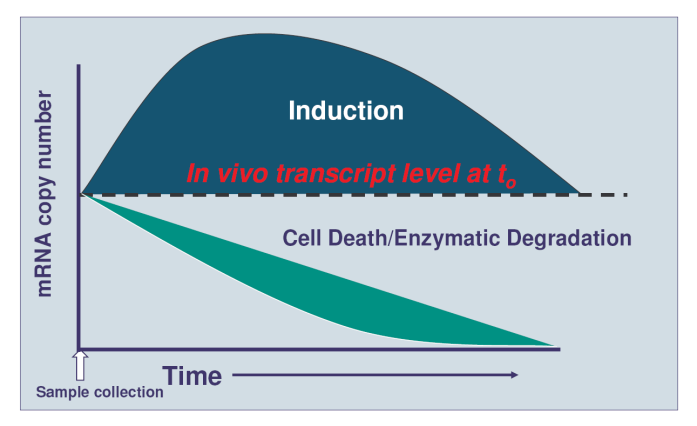 Induction
In vivo transcript level at to
Cell Death/Enzymatic Degradation
mRNA copy number
Time
Sample collection